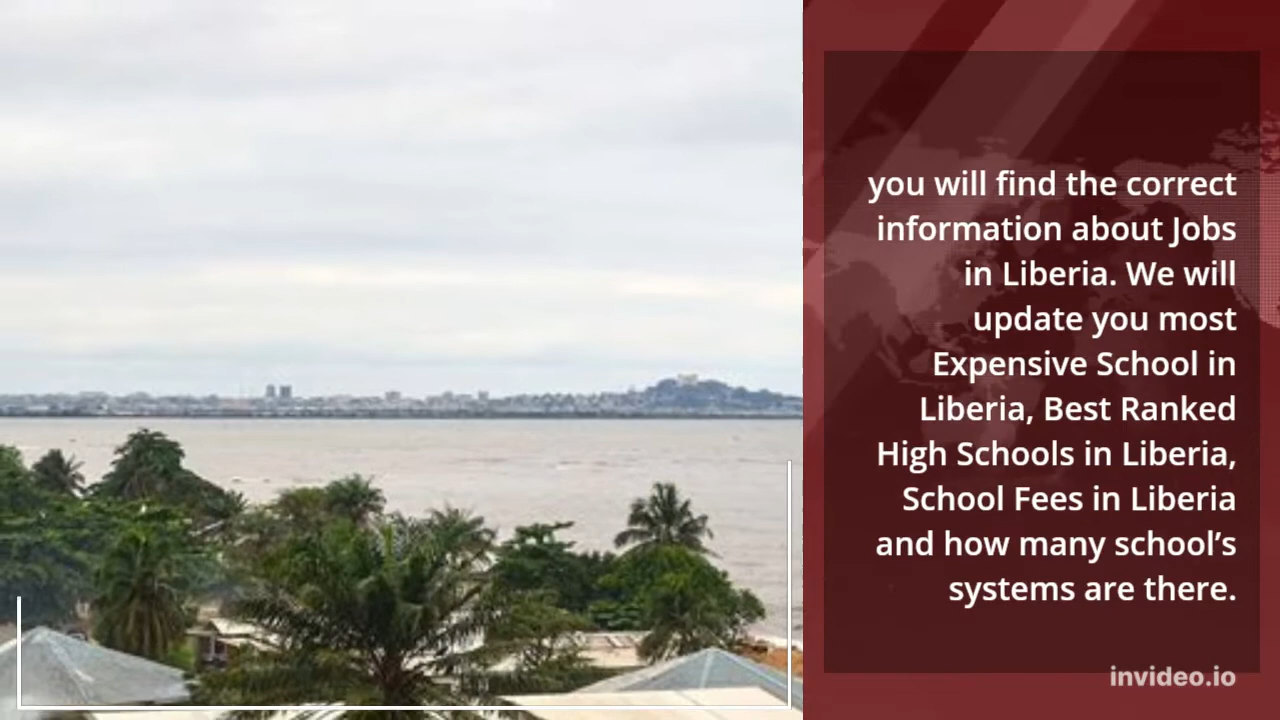 you will find the correct
information about Jobs
in Liberia. We will
update you most
Expensive School in
Liberia, Best Ranked
High Schools in Liberia,
School Fees in Liberia
and how many school’s
systems are there.
invideo.io